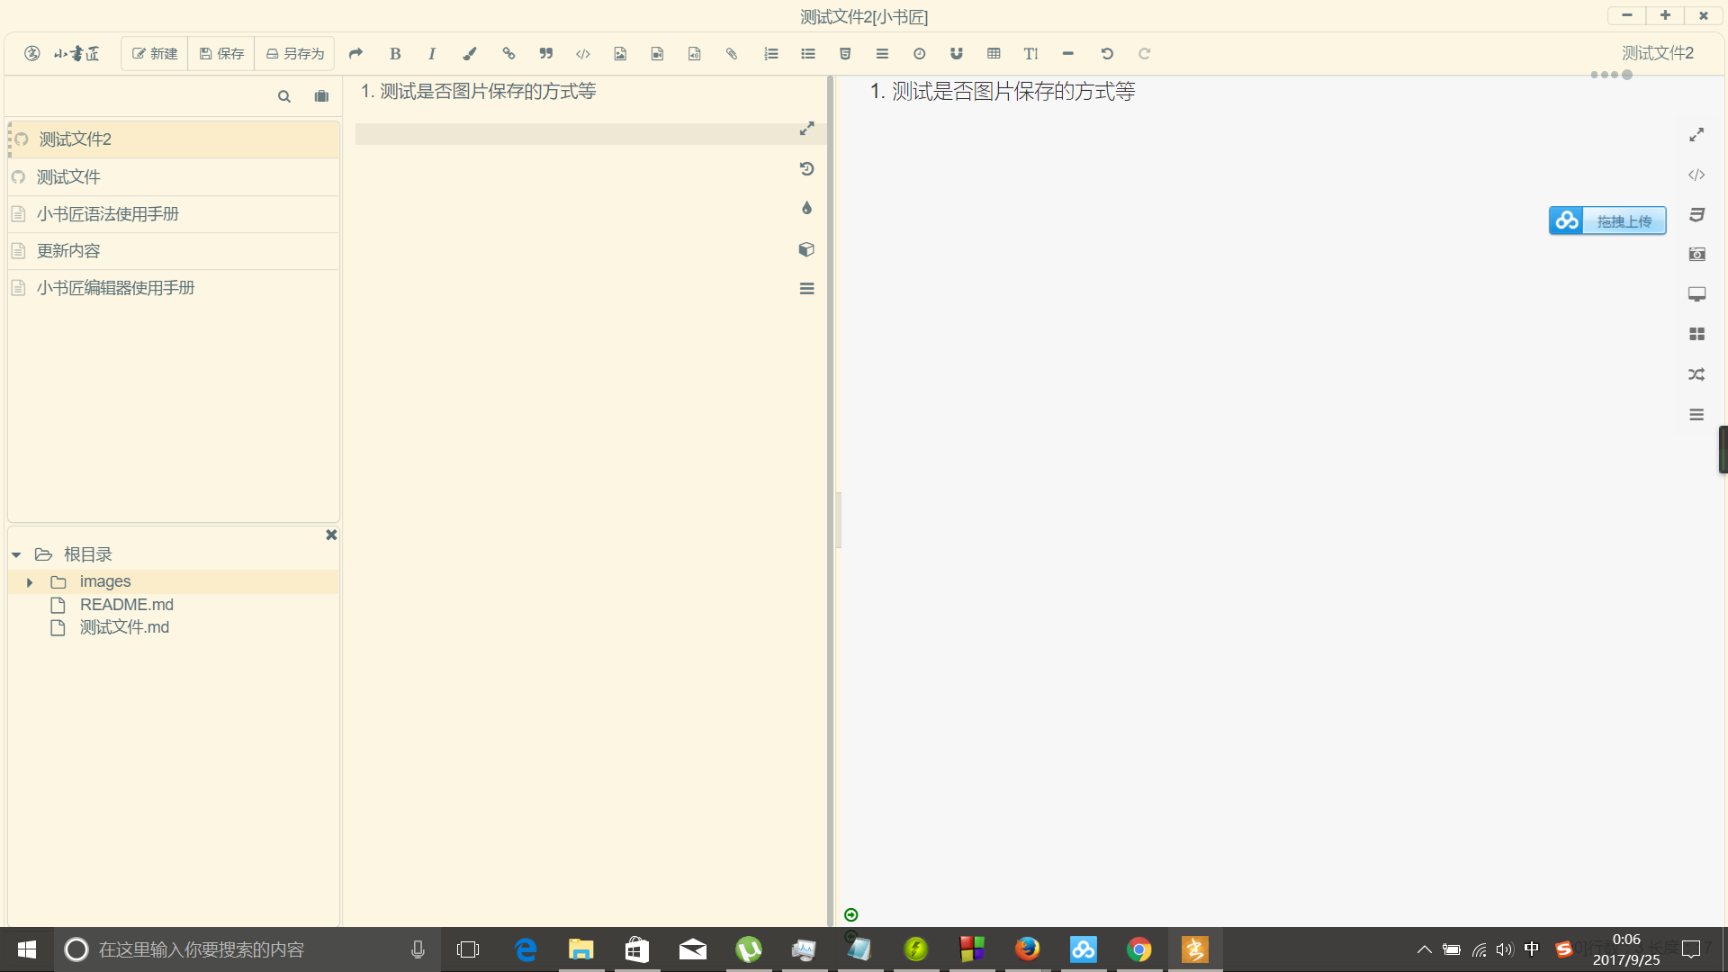 测试文件2[小书匠]
小书匠
新建
保存
另存为
测试文件2
测试文件2
测试文件
小书匠语法使用手册
更新内容
小书匠编辑器使用手册
1. 测试是否图片保存的方式等
1. 测试是否图片保存的方式等
拖拽上传
根目录
images
README.md
测试文件.md
在这里输入你要搜索的内容
中
0:06
2017/9/25